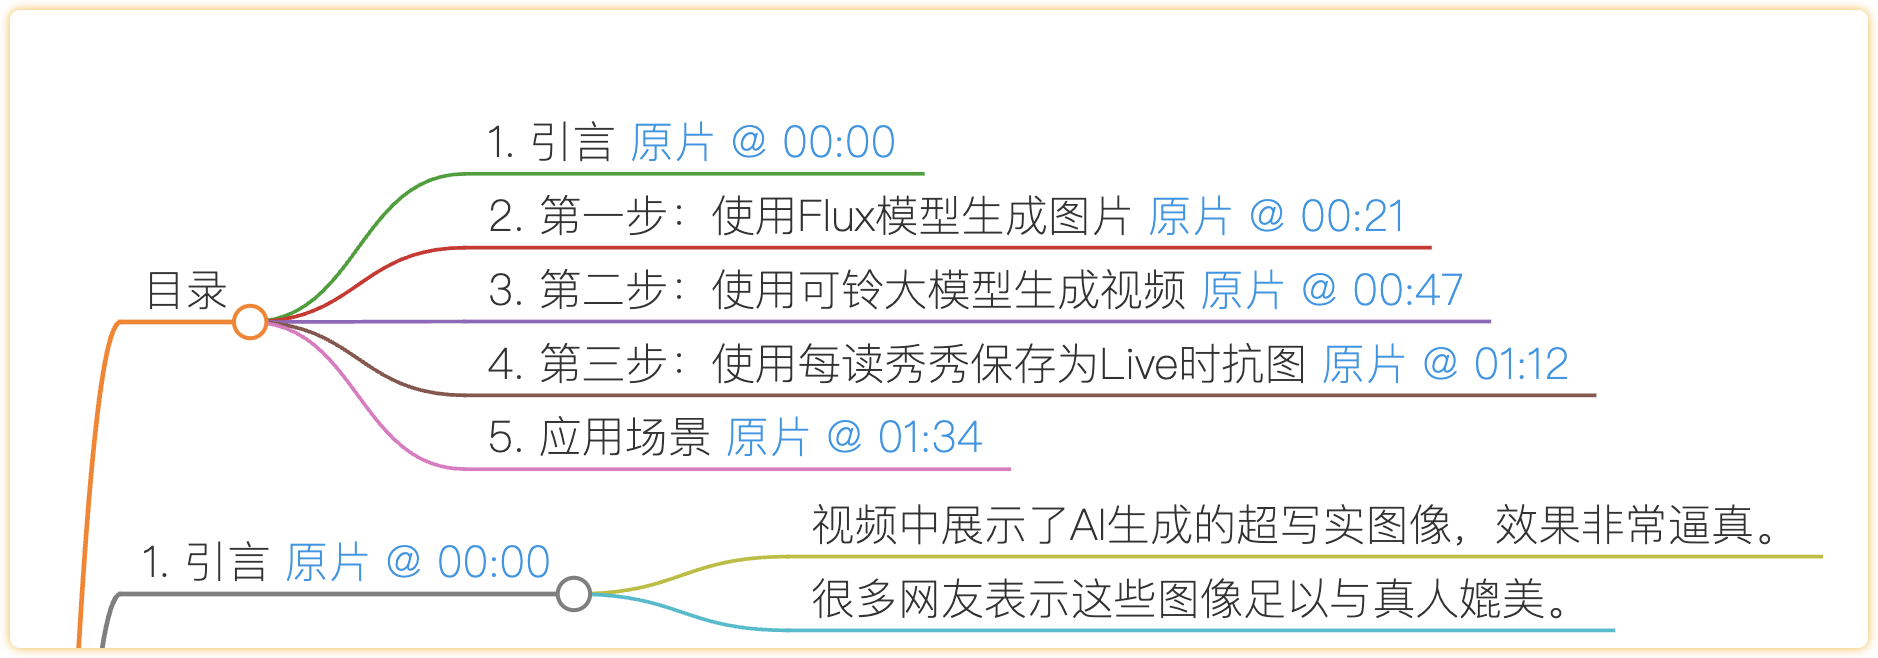 目录
1. 引言 原片 @ 00:00
2. 第一步：使用Flux模型生成图片 原片 @ 00:21
3. 第二步：使用可铃大模型生成视频 原片 @ 00:47
4. 第三步：使用每读秀秀保存为Live时抗图 原片 @ 01:12
5. 应用场景 原片 @ 01:34
1. 引言 原片 @ 00:00
视频中展示了AI生成的超写实图像，效果非常逼真。
很多网友表示这些图像足以与真人媲美。